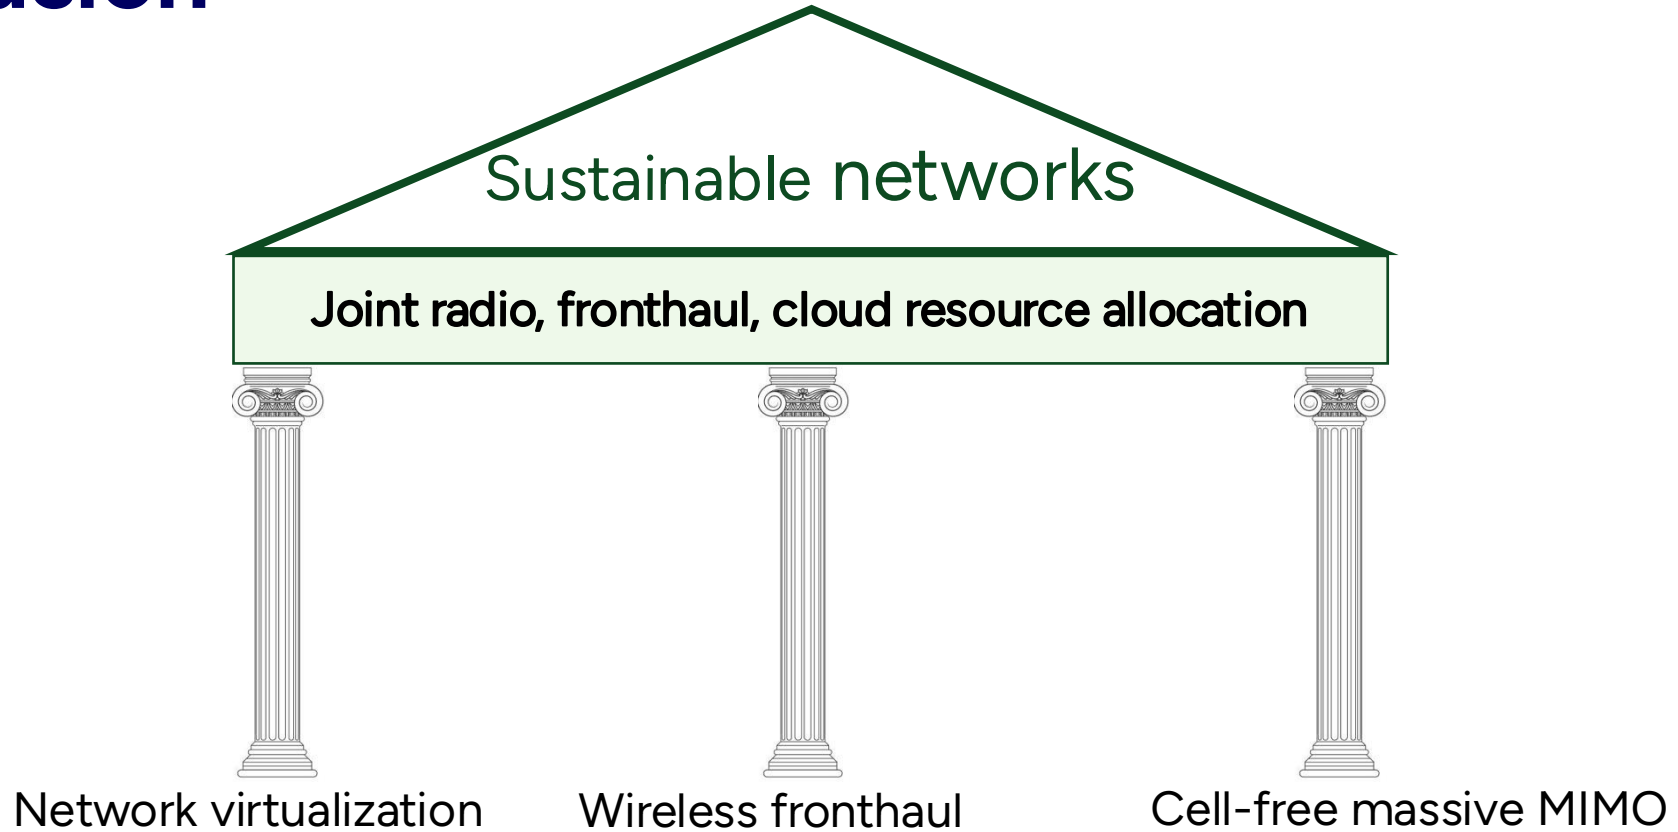 Sustainable networks
Joint radio, fronthaul, cloud resource allocation
Network virtualization
Wireless fronthaul
Cell-free massive MIMO